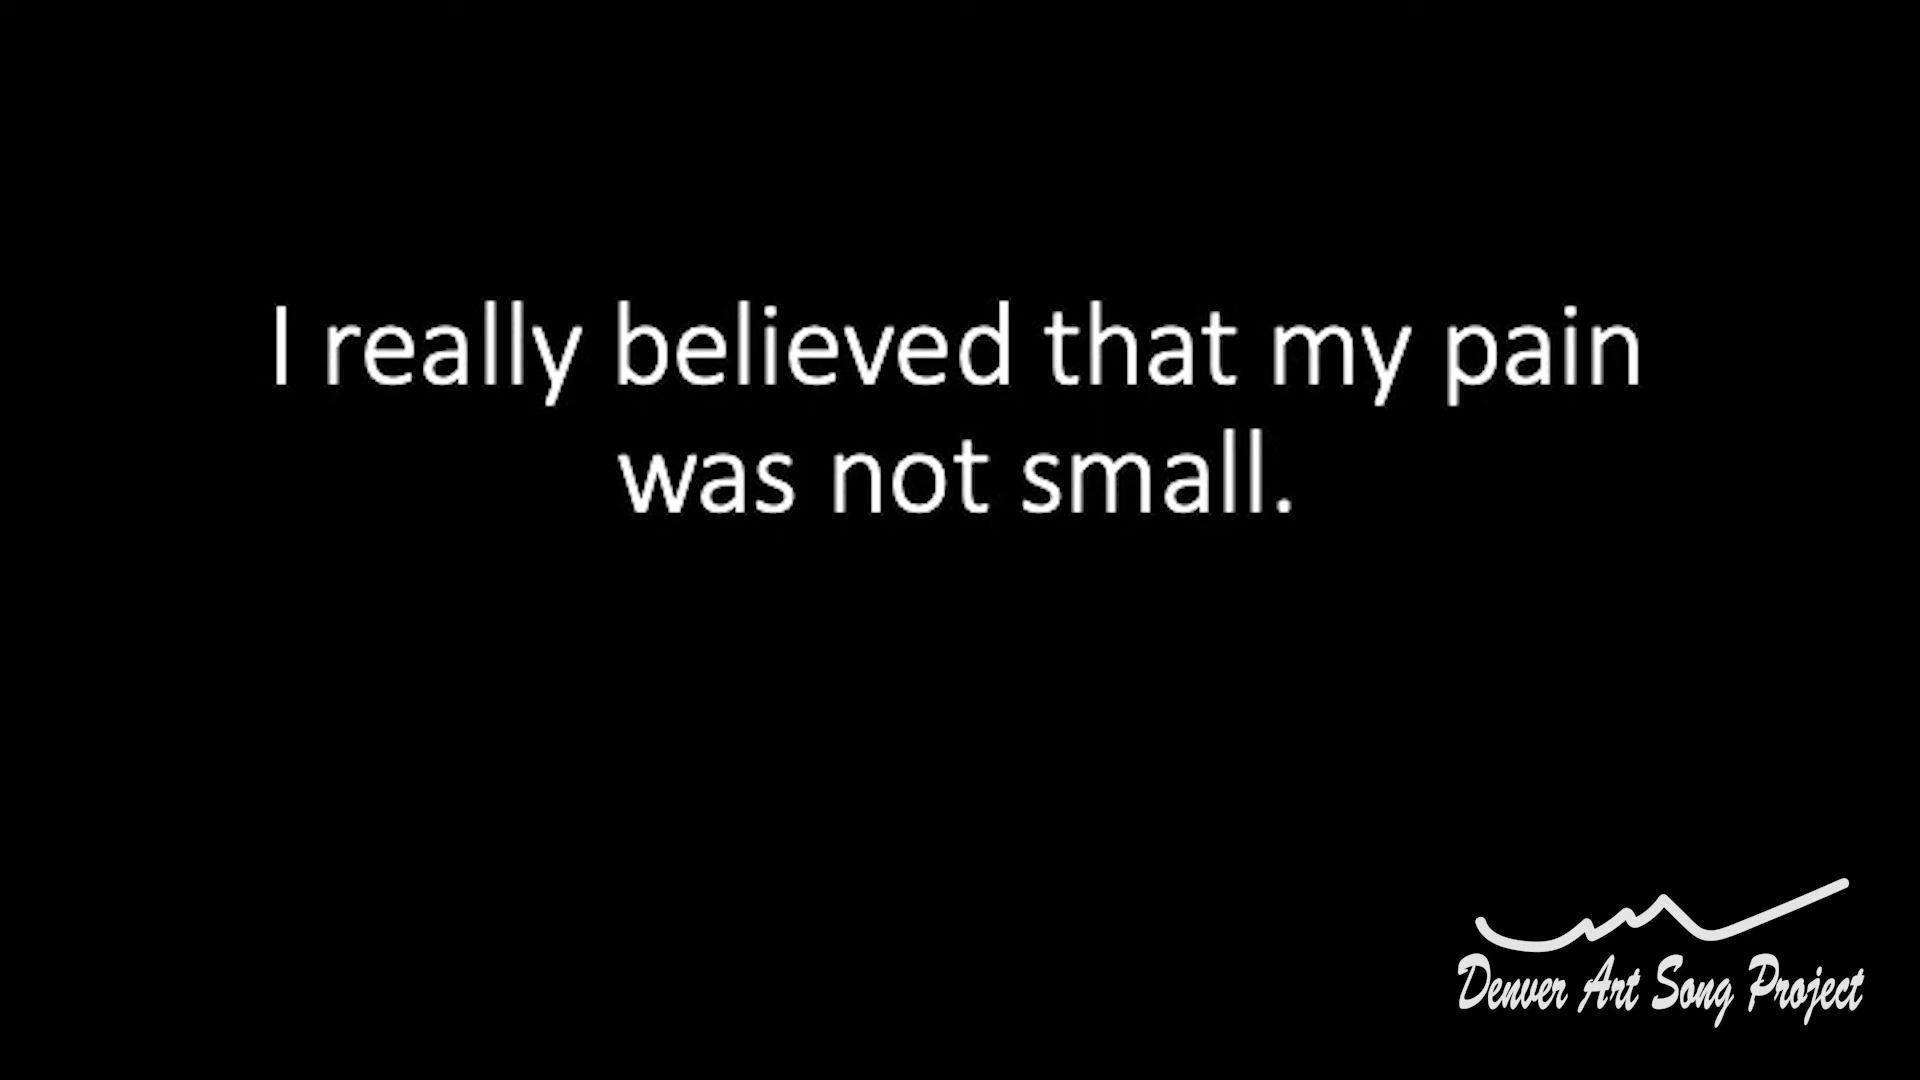 I really believed that my pain
was not small.
Denver Art Song Project